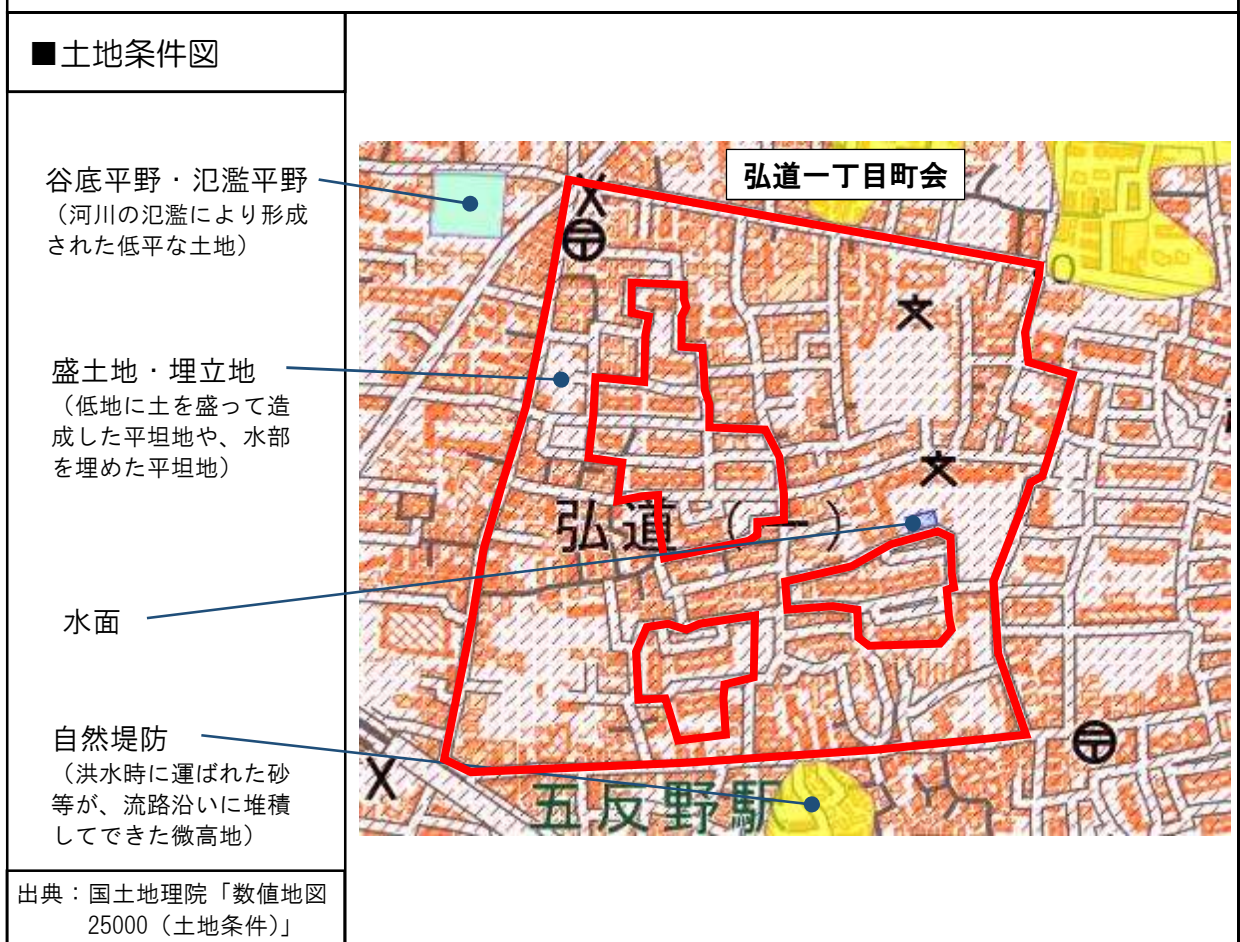 ■土地条件図
谷底平野・氾濫平野
（河川の氾濫により形成
された低平な土地）
盛土地・埋立地
（低地に土を盛って造
成した平坦地や、水部
を埋めた平坦地）
水面
自然堤防
（洪水時に運ばれた砂
等が、流路沿いに堆積
してできた微高地）
出典：国土地理院「数値地図
25000（土地条件）」
弘道一丁目町会
弘道（一）
五反野駅